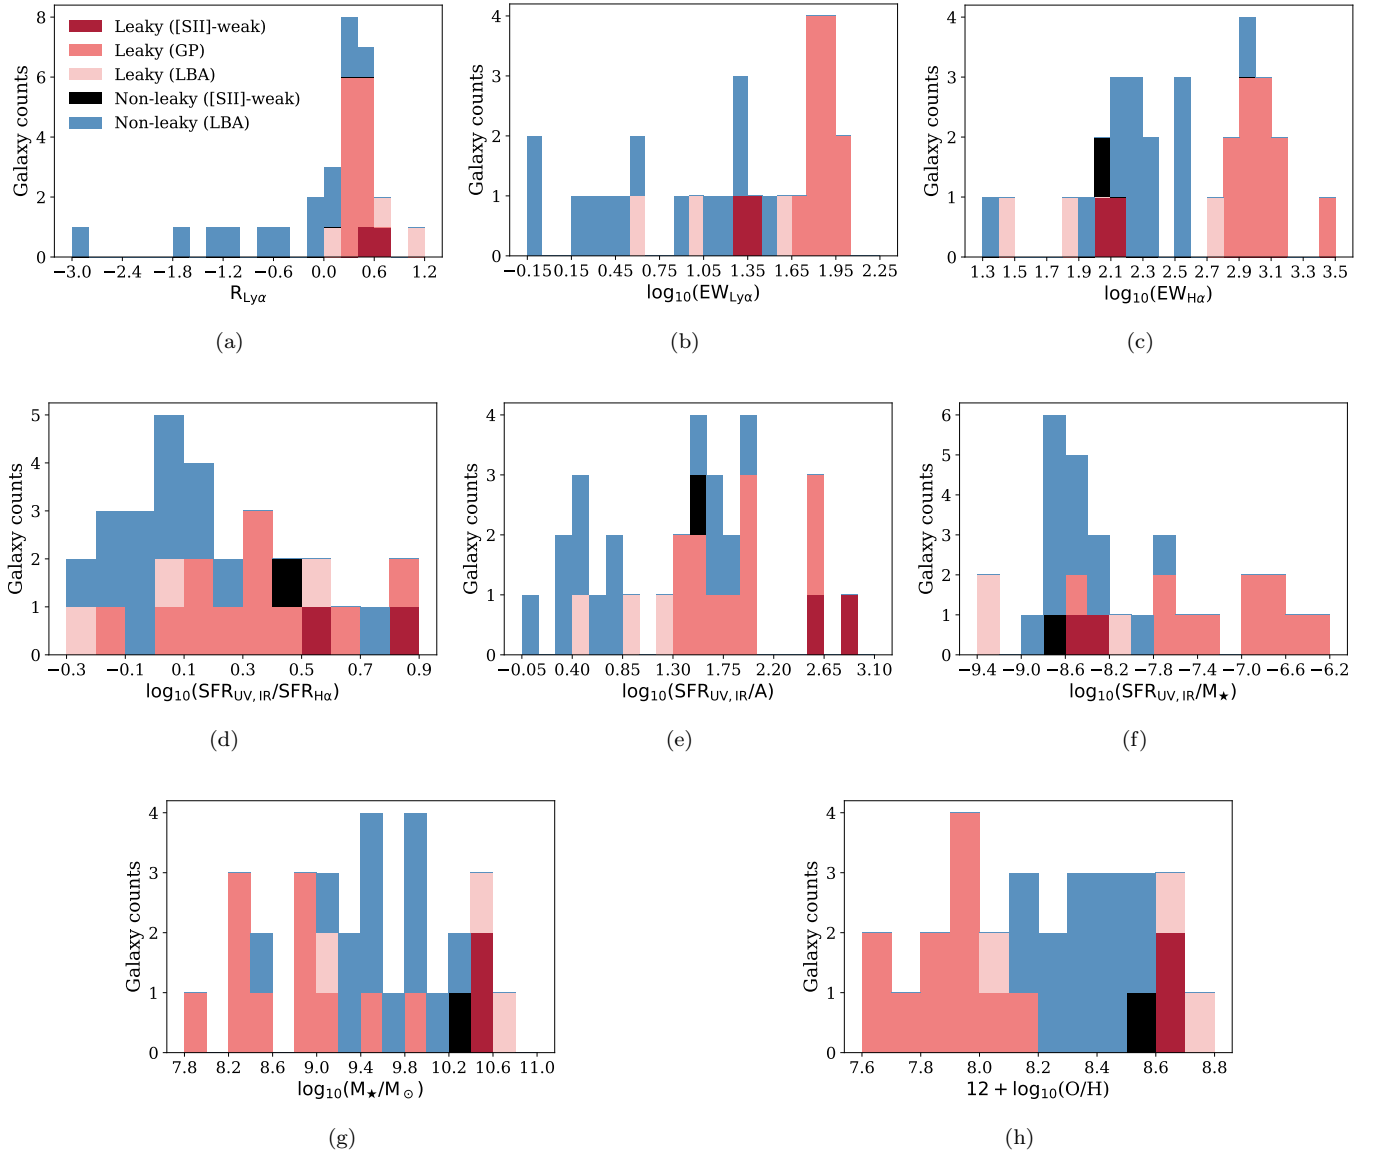 Galaxy counts
8
6
4
2
0
Leaky ([SII]-weak)
Leaky (GP)
Leaky (LBA)
Non-leaky ([SII]-weak)
Non-leaky (LBA)
−3.0 −2.4 −1.8 −1.2 −0.6 0.0 0.6 1.2
R_Lyα
(a)
Galaxy counts
4
3
2
1
0
−0.15 0.15 0.45 0.75 1.05 1.35 1.65 1.95 2.25
log10(EW_Lyα)
(b)
Galaxy counts
4
3
2
1
0
1.3 1.5 1.7 1.9 2.1 2.3 2.5 2.7 2.9 3.1 3.3 3.5
log10(EW_Hα)
(c)
Galaxy counts
5
4
3
2
1
0
−0.3 −0.1 0.1 0.3 0.5 0.7 0.9
log10(SFR_UV, IR/SFR_Hα)
(d)
Galaxy counts
4
3
2
1
0
−0.05 0.40 0.85 1.30 1.75 2.20 2.65 3.10
log10(SFR_UV, IR/A)
(e)
Galaxy counts
6
5
4
3
2
1
0
−9.4 −9.0 −8.6 −8.2 −7.8 −7.4 −7.0 −6.6 −6.2
log10(SFR_UV, IR/M★)
(f)
Galaxy counts
4
3
2
1
0
7.8 8.2 8.6 9.0 9.4 9.8 10.2 10.6 11.0
log10(M★/M⊙)
(g)
Galaxy counts
4
3
2
1
0
7.6 7.8 8.0 8.2 8.4 8.6 8.8
12 + log10(O/H)
(h)